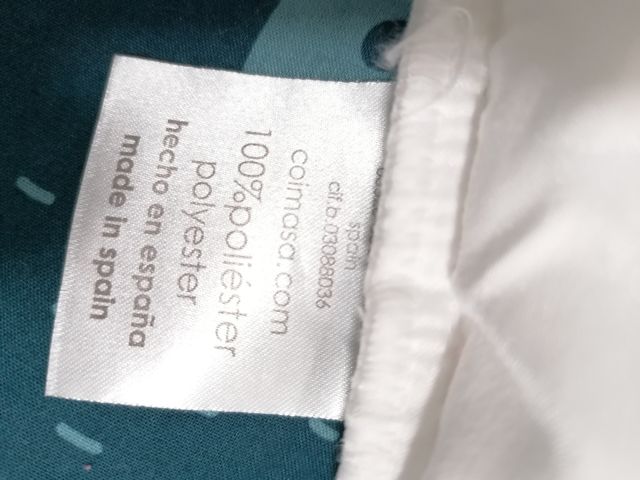 spain
cif.b.03088036
coimasa.com
100%poliéster
polyester
hecho en españa
made in spain